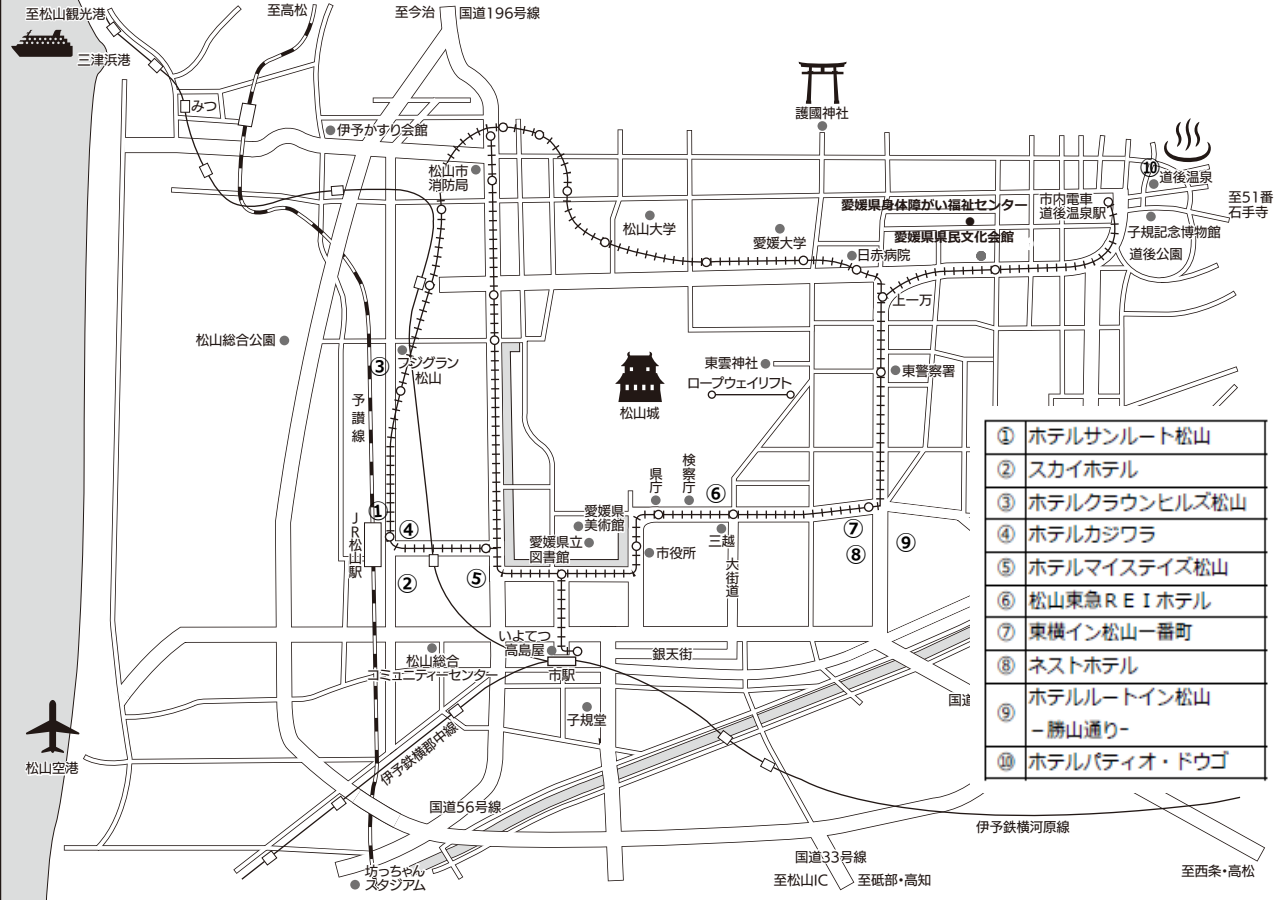 至松山観光港
至高松
至今治
国道196号線
三津浜港
みつ
伊予かすり会館
護國神社
松山市
消防局
⑩
道後温泉
至51番
石手寺
愛媛県身体障がい福祉センター
市内電車
道後温泉駅
松山大学
愛媛大学
愛媛県県民文化会館
子規記念博物館
日赤病院
道後公園
上一万
松山総合公園
フジグラン
松山
③
東雲神社
東警察署
ロープウェイリフト
松山城
予讃線
県庁
検察庁
⑥
①
④
JR松山駅
愛媛県
美術館
愛媛県立
図書館
市役所
三越
大街道
⑦
⑧
⑨
②
⑤
いよてつ
高島屋
銀天街
松山総合
コミュニティーセンター
市駅
子規堂
国道
伊予鉄横郡中線
松山空港
国道56号線
伊予鉄横河原線
国道33号線
坊っちゃん
スタジアム
至松山IC
至砥部・高知
至西条・高松
① ホテルサンルート松山
② スカイホテル
③ ホテルクラウンヒルズ松山
④ ホテルカジワラ
⑤ ホテルマイステイズ松山
⑥ 松山東急ＲＥＩホテル
⑦ 東横イン松山一番町
⑧ ネストホテル
⑨ ホテルルートイン松山
－勝山通り－
⑩ ホテルパティオ・ドウゴ